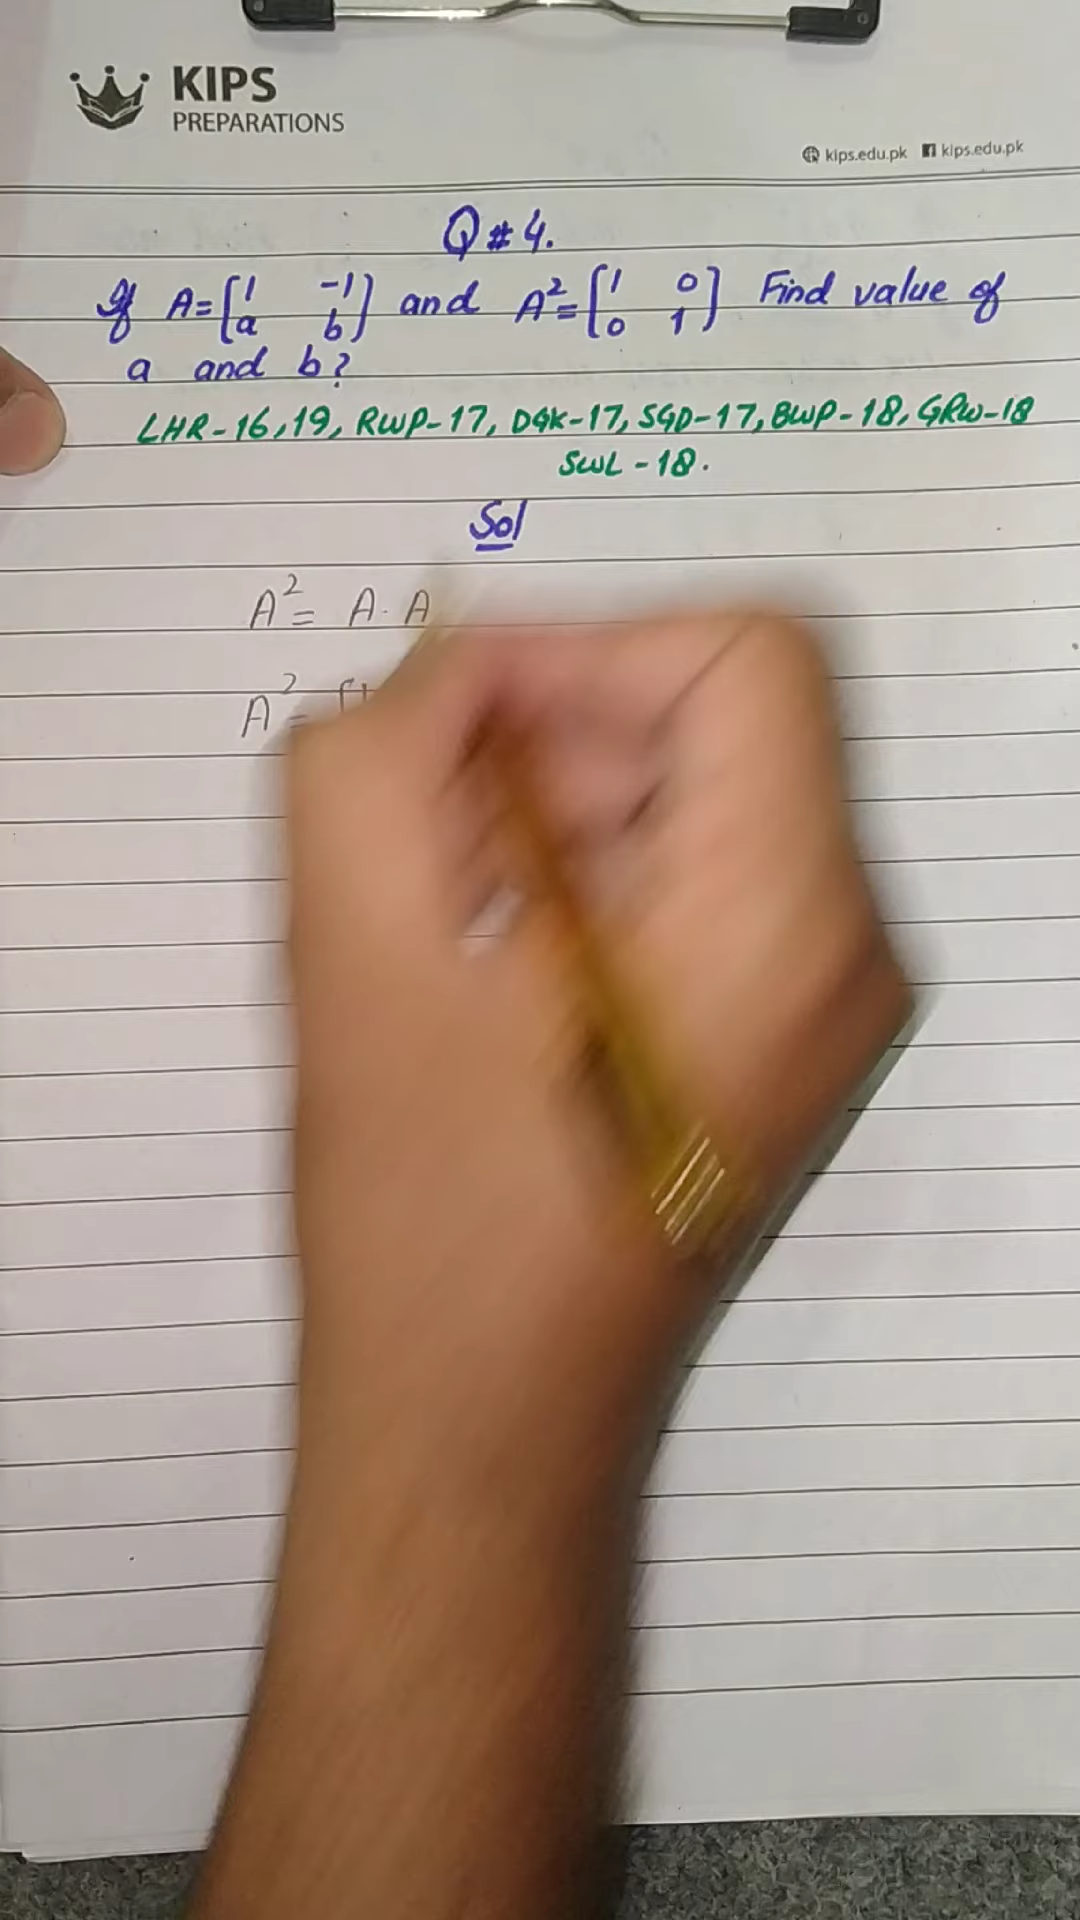 KIPS
PREPARATIONS
kips.edu.pk kips.edu.pk
Q # 4.
If A = [1 -1] and A² = [1 0] Find value of
[a b] [0 1]
a and b?
LHR-16,19, RWP-17, DGK-17, SGD-17, BWP-18, GRW-18
SWL-18.
Sol
A² = A. A
A² = [1